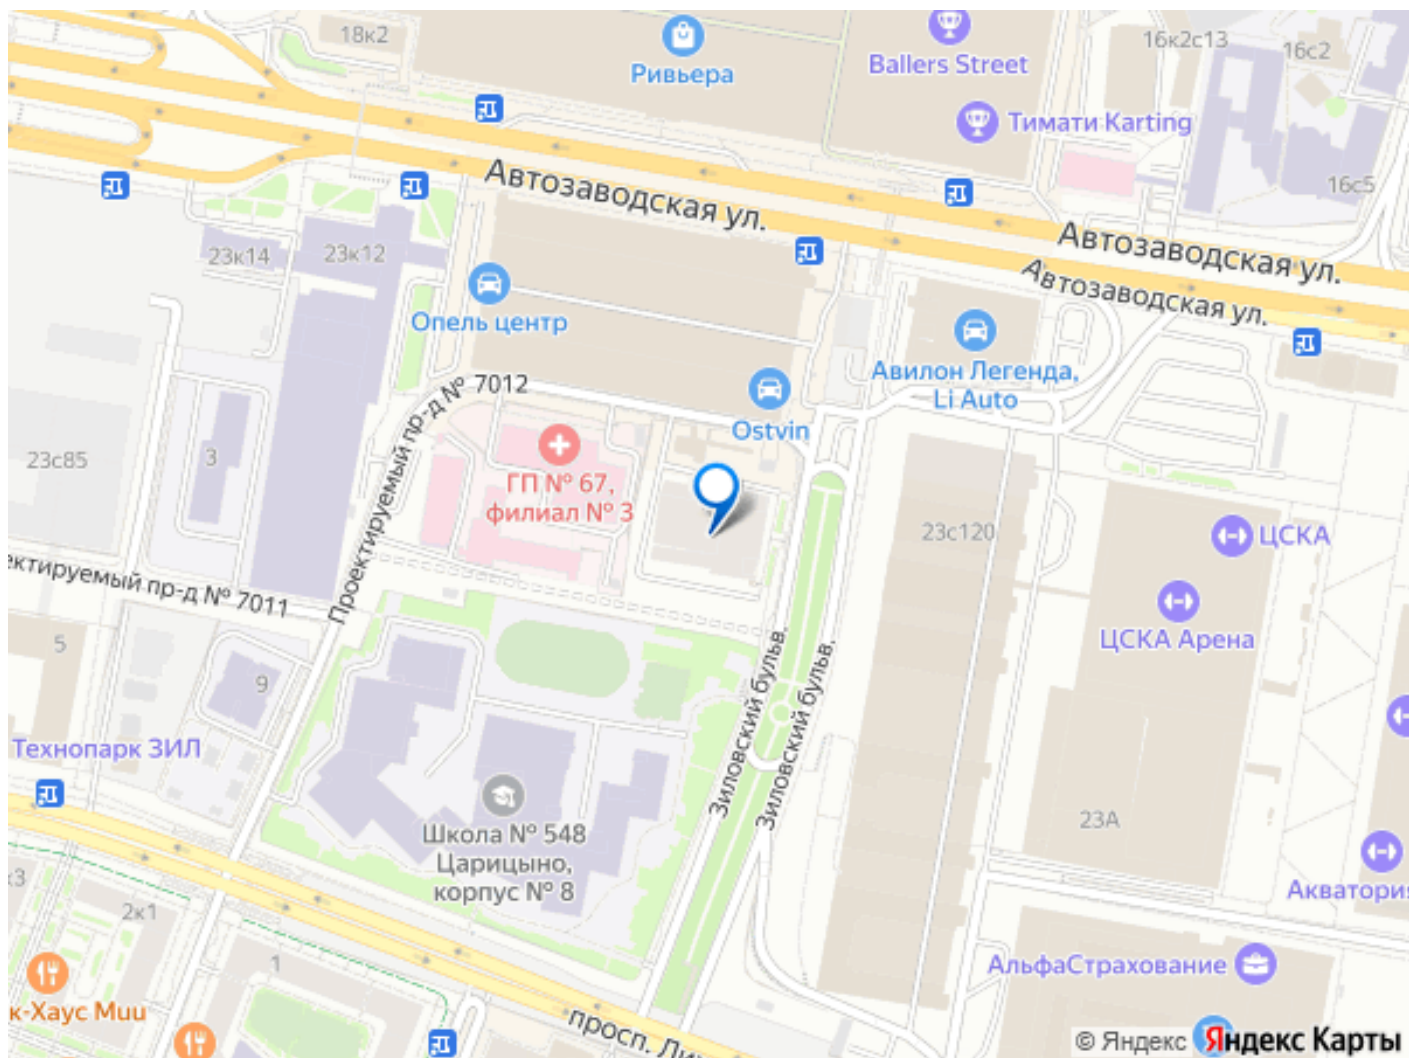 18к2
Ривьера
Ballers Street
16к2с13
16с2
Тимати Karting
16с5
Автозаводская ул.
Автозаводская ул.
Автозаводская ул.
23к14
23к12
Опель центр
Авилон Легенда,
Li Auto
Ostvin
Проектируемый пр-д № 7012
23с85
3
ГП № 67,
филиал № 3
23с120
ЦСКА
ЦСКА Арена
ектируемый пр-д № 7011
5
9
Технопарк ЗИЛ
Зиловский бульв.
Зиловский бульв.
Школа № 548
Царицыно,
корпус № 8
23А
Акватория
к3
2к1
1
к-Хаус Muu
АльфаСтрахование
просп. Ли
© Яндекс Яндекс Карты